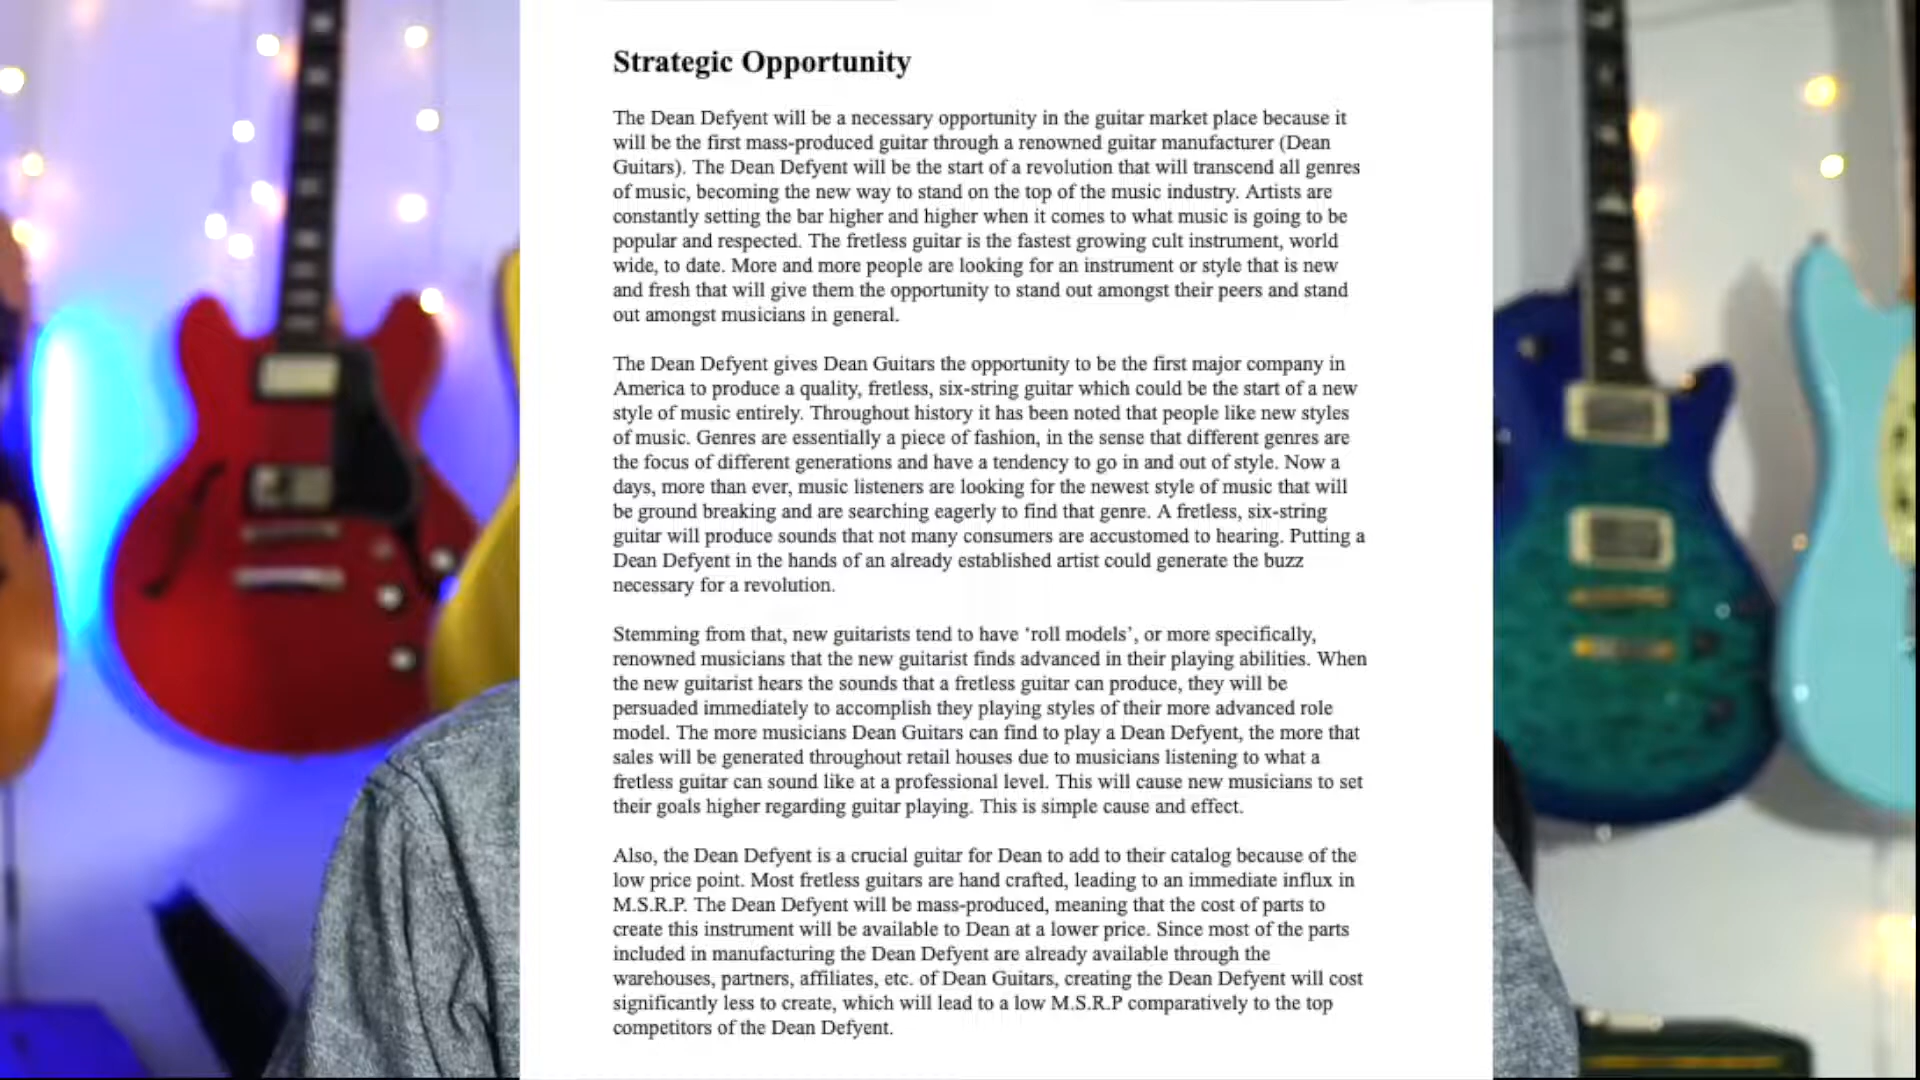 Strategic Opportunity
The Dean Defyent will be a necessary opportunity in the guitar market place because it
will be the first mass-produced guitar through a renowned guitar manufacturer (Dean
Guitars). The Dean Defyent will be the start of a revolution that will transcend all genres
of music, becoming the new way to stand on the top of the music industry. Artists are
constantly setting the bar higher and higher when it comes to what music is going to be
popular and respected. The fretless guitar is the fastest growing cult instrument, world
wide, to date. More and more people are looking for an instrument or style that is new
and fresh that will give them the opportunity to stand out amongst their peers and stand
out amongst musicians in general.
The Dean Defyent gives Dean Guitars the opportunity to be the first major company in
America to produce a quality, fretless, six-string guitar which could be the start of a new
style of music entirely. Throughout history it has been noted that people like new styles
of music. Genres are essentially a piece of fashion, in the sense that different genres are
the focus of different generations and have a tendency to go in and out of style. Now a
days, more than ever, music listeners are looking for the newest style of music that will
be ground breaking and are searching eagerly to find that genre. A fretless, six-string
guitar will produce sounds that not many consumers are accustomed to hearing. Putting a
Dean Defyent in the hands of an already established artist could generate the buzz
necessary for a revolution.
Stemming from that, new guitarists tend to have ‘roll models’, or more specifically,
renowned musicians that the new guitarist finds advanced in their playing abilities. When
the new guitarist hears the sounds that a fretless guitar can produce, they will be
persuaded immediately to accomplish they playing styles of their more advanced role
model. The more musicians Dean Guitars can find to play a Dean Defyent, the more that
sales will be generated throughout retail houses due to musicians listening to what a
fretless guitar can sound like at a professional level. This will cause new musicians to set
their goals higher regarding guitar playing. This is simple cause and effect.
Also, the Dean Defyent is a crucial guitar for Dean to add to their catalog because of the
low price point. Most fretless guitars are hand crafted, leading to an immediate influx in
M.S.R.P. The Dean Defyent will be mass-produced, meaning that the cost of parts to
create this instrument will be available to Dean at a lower price. Since most of the parts
included in manufacturing the Dean Defyent are already available through the
warehouses, partners, affiliates, etc. of Dean Guitars, creating the Dean Defyent will cost
significantly less to create, which will lead to a low M.S.R.P comparatively to the top
competitors of the Dean Defyent.